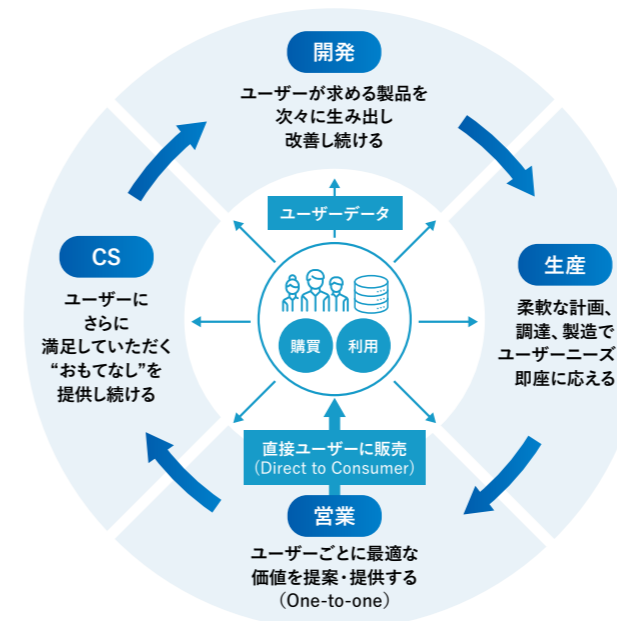 開発
ユーザーが求める製品を
次々に生み出し
改善し続ける
ユーザーデータ
CS
ユーザーに
さらに
満足していただく
“おもてなし”を
提供し続ける
購買
利用
生産
柔軟な計画、
調達、製造で
ユーザーニーズ
即座に応える
直接ユーザーに販売
(Direct to Consumer)
営業
ユーザーごとに最適な
価値を提案・提供する
(One-to-one)